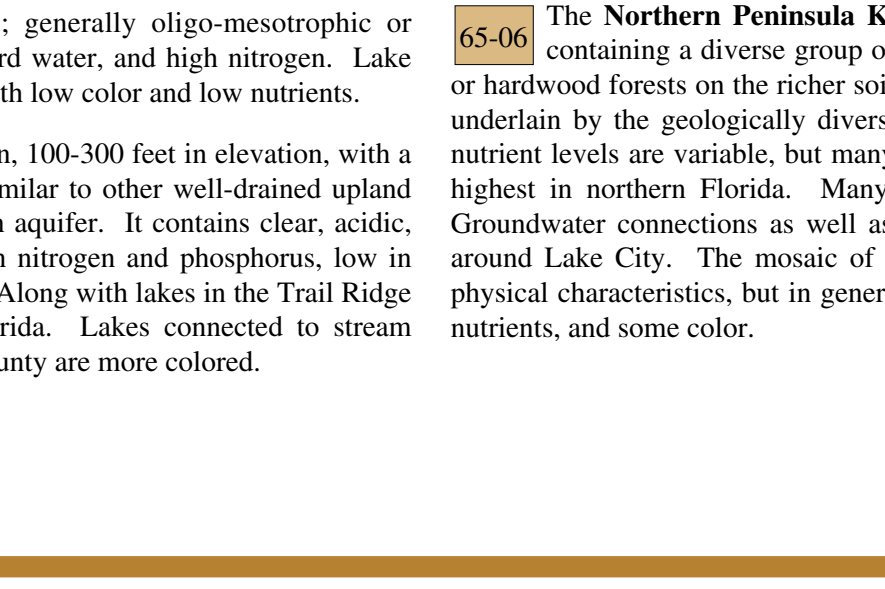 ; generally oligo-mesotrophic or
rd water, and high nitrogen. Lake
th low color and low nutrients.
n, 100-300 feet in elevation, with a
milar to other well-drained upland
n aquifer. It contains clear, acidic,
n nitrogen and phosphorus, low in
Along with lakes in the Trail Ridge
rida. Lakes connected to stream
unty are more colored.
65-06
The Northern Peninsula K
containing a diverse group o
or hardwood forests on the richer soi
underlain by the geologically divers
nutrient levels are variable, but many
highest in northern Florida. Many
Groundwater connections as well as
around Lake City. The mosaic of
physical characteristics, but in gener
nutrients, and some color.